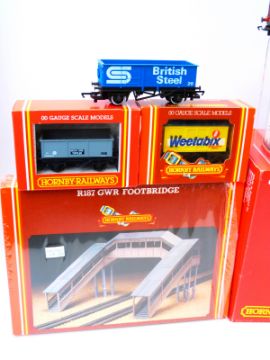 British
Steel
00 GAUGE SCALE MODELS
00 GAUGE SCALE MODELS
Weetabix
HORNBY RAILWAYS
HORNBY RAILWAYS
R187 GWR FOOTBRIDGE
HORNBY RAILWAYS